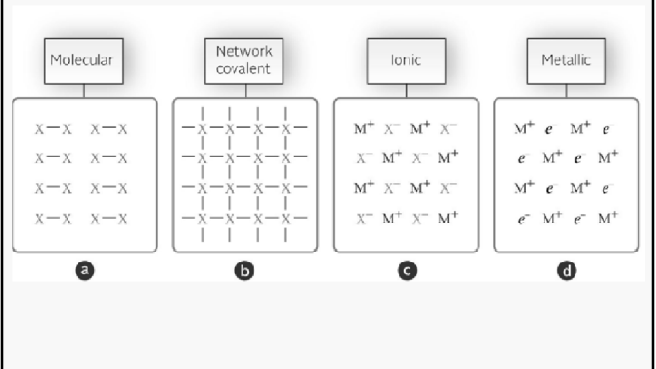 Molecular
Network
covalent
Ionic
Metallic
X—X X—X
X—X X—X
X—X X—X
X—X X—X
—X—X—X—X—
—X—X—X—X—
—X—X—X—X—
—X—X—X—X—
M⁺ X⁻ M⁺ X⁻
X⁻ M⁺ X⁻ M⁺
M⁺ X⁻ M⁺ X⁻
X⁻ M⁺ X⁻ M⁺
M⁺ e M⁺ e
e M⁺ e M⁺
M⁺ e M⁺ e⁻
e⁻ M⁺ e⁻ M⁺
a
b
c
d